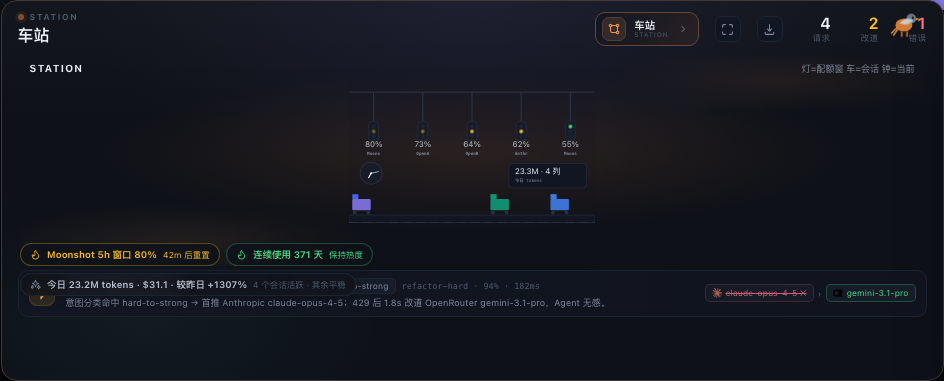 STATION
车站
车站
STATION
4
请求
2
改道
1
错误
STATION
灯=配额窗 车=会话 钟=当前
80%
73%
64%
62%
55%
23.3M · 4 列
今日 tokens
Moonshot 5h 窗口 80% 42m 后重置
连续使用 371 天 保持热度
今日 23.2M tokens · $31.1 · 较昨日 +1307% 4 个会话活跃 · 其余平稳
-strong refactor-hard · 94% · 182ms
意图分类命中 hard-to-strong → 首推 Anthropic claude-opus-4-5; 429 后 1.8s 改道 OpenRouter gemini-3.1-pro。Agent 无感。
claude-opus-4-5 ✕ › gemini-3.1-pro